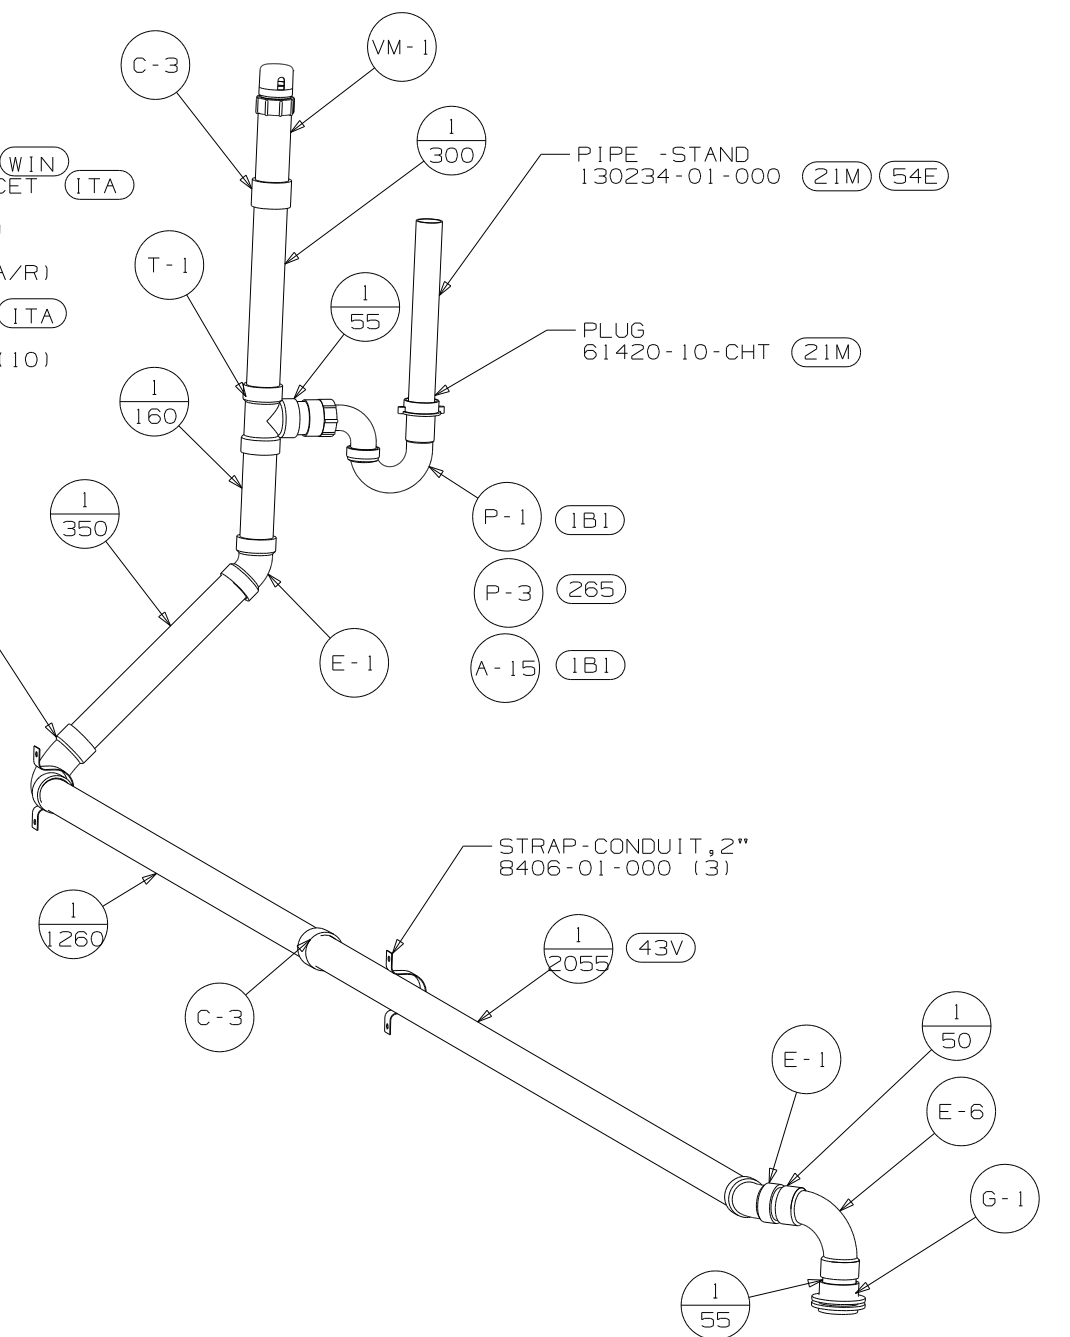 VM-1
C-3
1
300
WIN
CET ITA
PIPE -STAND
130234-01-000 21M 54E
T-1
A/R)
1
55
ITA
PLUG
61420-10-CHT 21M
(10)
1
160
1
350
P-1 1B1
P-3 265
E-1
A-15 1B1
STRAP-CONDUIT,2"
8406-01-000 (3)
1
1260
1
2055 43V
C-3
1
50
E-1
E-6
G-1
1
55